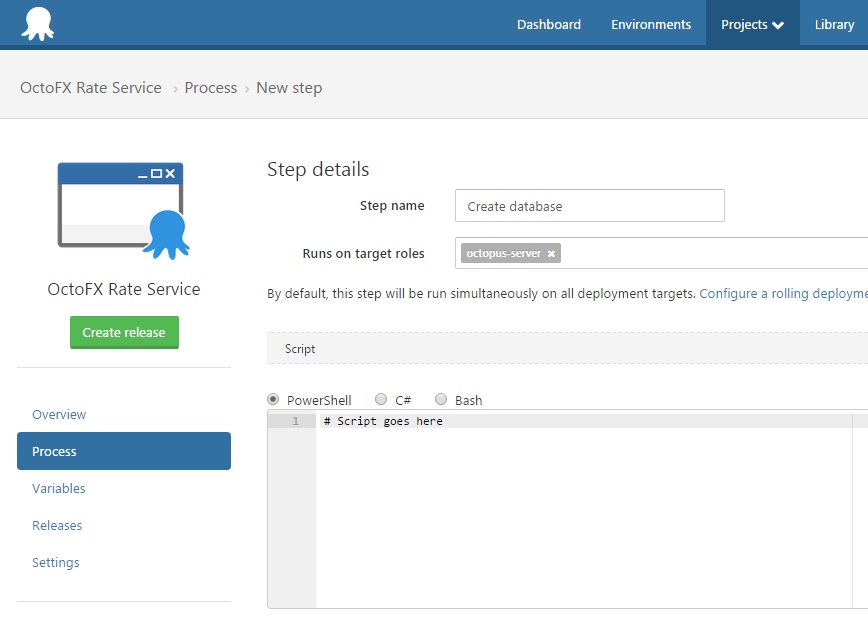 Dashboard Environments Projects Library
OctoFX Rate Service › Process › New step
Step details
Step name Create database
Runs on target roles octopus-server ×
By default, this step will be run simultaneously on all deployment targets. Configure a rolling deployme
Script
PowerShell C# Bash
1 # Script goes here
OctoFX Rate Service
Create release
Overview
Process
Variables
Releases
Settings